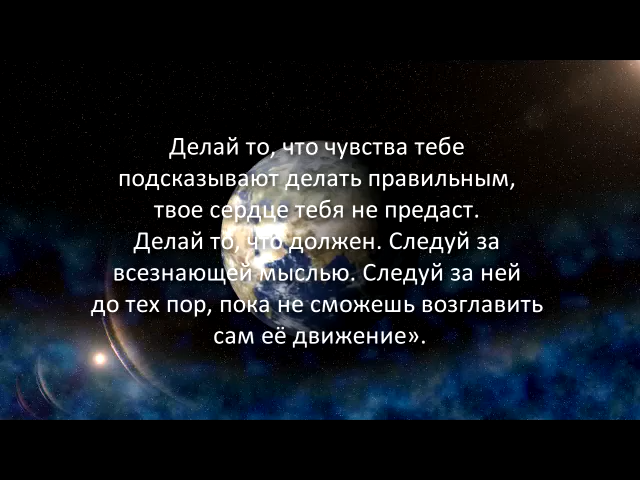 Делай то, что чувства тебе
подсказывают делать правильным,
твое сердце тебя не предаст.
Делай то, что должен. Следуй за
всезнающей мыслью. Следуй за ней
до тех пор, пока не сможешь возглавить
сам её движение».